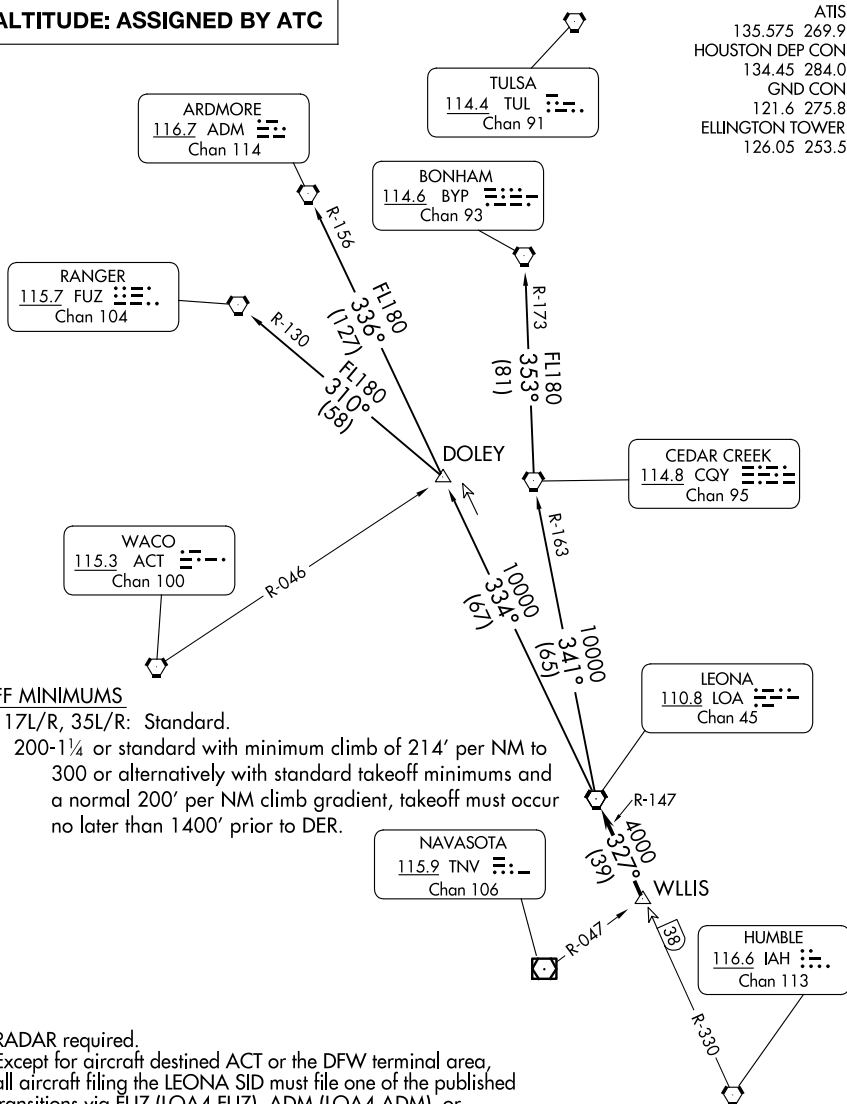 ALTITUDE: ASSIGNED BY ATC
ATIS
135.575 269.9
HOUSTON DEP CON
134.45 284.0
GND CON
121.6 275.8
ELLINGTON TOWER
126.05 253.5
TULSA
114.4 TUL
Chan 91
ARDMORE
116.7 ADM
Chan 114
BONHAM
114.6 BYP
Chan 93
RANGER
115.7 FUZ
Chan 104
R-156
FL180
336°
(127)
R-130
FL180
310°
(58)
R-173
FL180
353°
(81)
DOLEY
CEDAR CREEK
114.8 CQY
Chan 95
R-163
WACO
115.3 ACT
Chan 100
R-046
10000
334°
(67)
10000
341°
(65)
LEONA
110.8 LOA
Chan 45
FF MINIMUMS
17L/R, 35L/R: Standard.
200-1¼ or standard with minimum climb of 214' per NM to
300 or alternatively with standard takeoff minimums and
a normal 200' per NM climb gradient, takeoff must occur
no later than 1400' prior to DER.
R-147
4000
327°
(39)
NAVASOTA
115.9 TNV
Chan 106
WLLIS
R-047
38
HUMBLE
116.6 IAH
Chan 113
R-330
RADAR required.
Except for aircraft destined ACT or the DFW terminal area,
all aircraft filing the LEONA SID must file one of the published
transitions via FUZ (LOA4.FUZ), ADM (LOA4.ADM), or